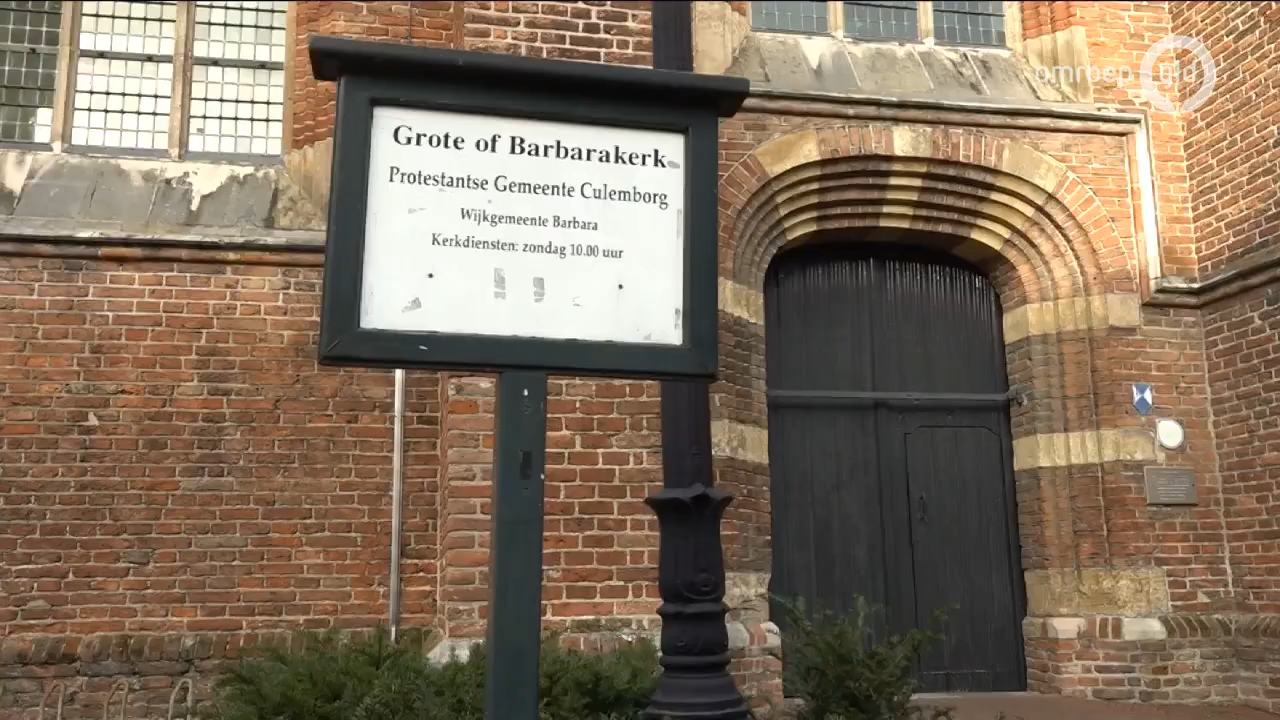 Grote of Barbarakerk
Protestantse Gemeente Culemborg
Wijkgemeente Barbara
Kerkdiensten: zondag 10.00 uur
omroep gld